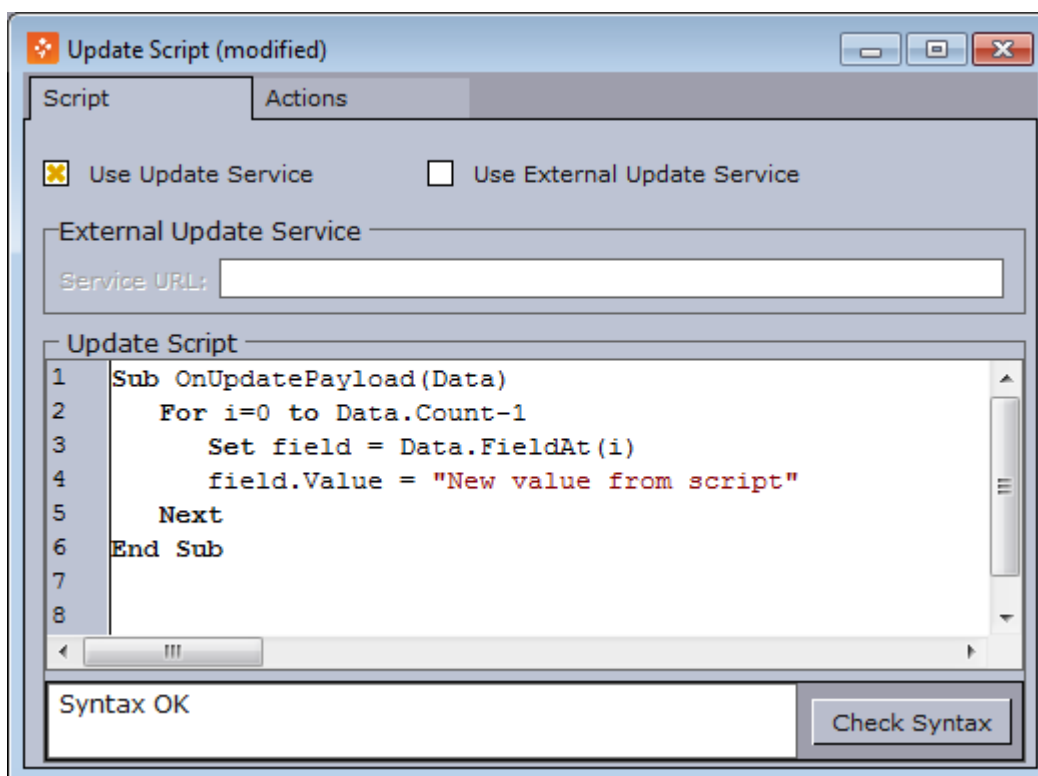 Update Script (modified)
Script Actions
Use Update Service Use External Update Service
External Update Service
Service URL:
Update Script
1 Sub OnUpdatePayload(Data)
2 For i=0 to Data.Count-1
3 Set field = Data.FieldAt(i)
4 field.Value = "New value from script"
5 Next
6 End Sub
7
8
Syntax OK
Check Syntax